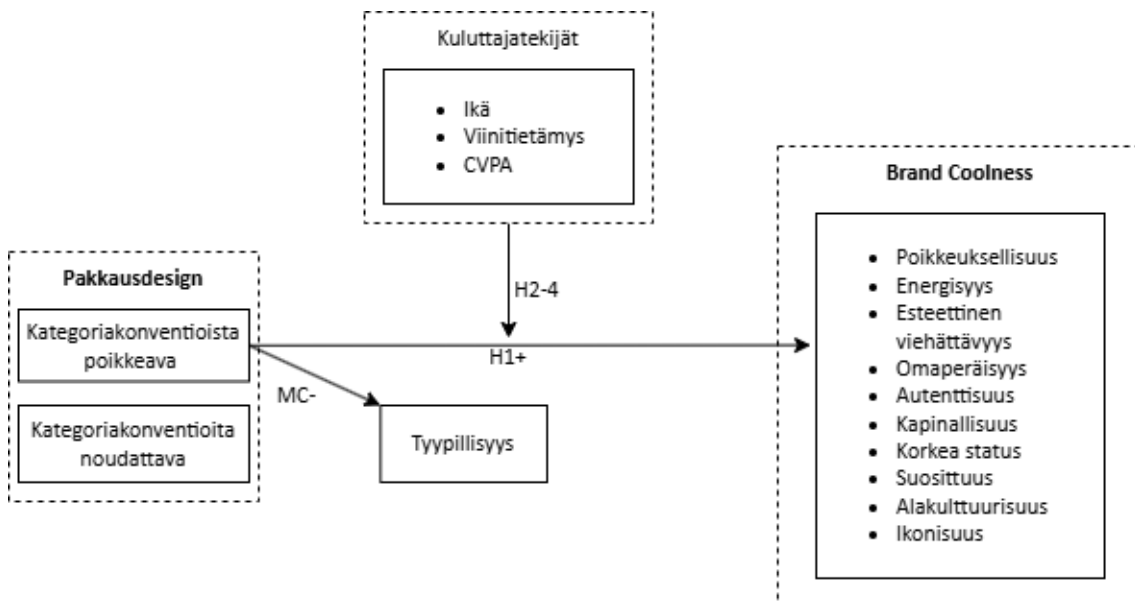 Kuluttajatekijät
• Ikä
• Viinitietämys
• CVPA
H2-4
Pakkausdesign
Kategoriakonventioista
poikkeava
Kategoriakonventioita
noudattava
H1+
MC-
Tyypillisyys
Brand Coolness
• Poikkeuksellisuus
• Energisyys
• Esteettinen
viehättävyys
• Omaperäisyys
• Autenttisuus
• Kapinallisuus
• Korkea status
• Suosittuus
• Alakulttuurisuus
• Ikonisuus